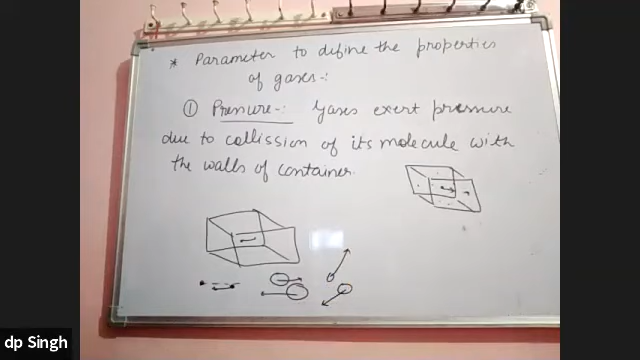 * Parameter to define the properties
of gases-:
① Pressure-: Gases exert pressure
due to collission of its molecule with
the walls of container.
dp Singh